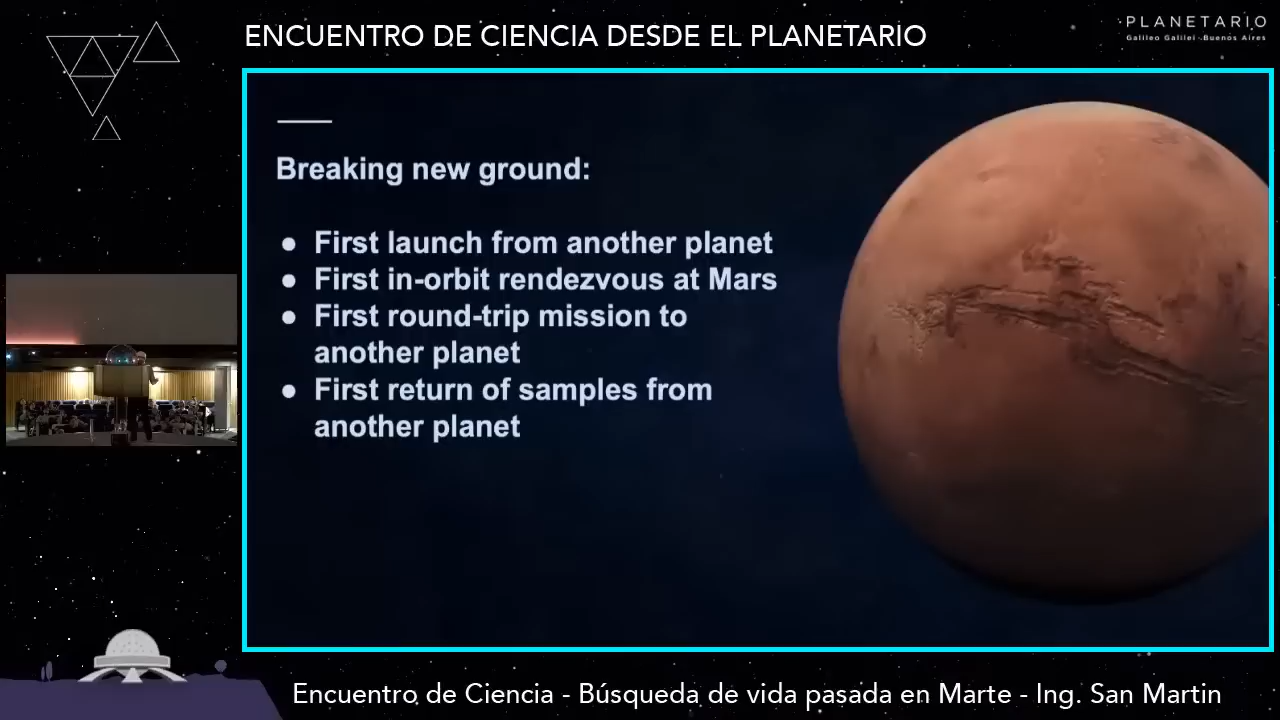 ENCUENTRO DE CIENCIA DESDE EL PLANETARIO
PLANETARIO
Galileo Galilei - Buenos Aires
Breaking new ground:
● First launch from another planet
● First in-orbit rendezvous at Mars
● First round-trip mission to
another planet
● First return of samples from
another planet
Encuentro de Ciencia - Búsqueda de vida pasada en Marte - Ing. San Martin